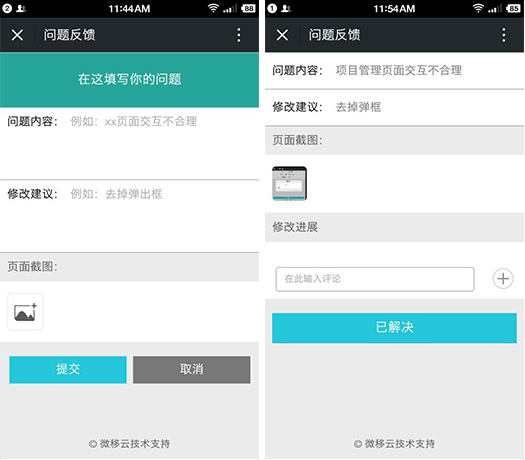 2
11:44AM
88
问题反馈
在这填写你的问题
问题内容： 例如：xx页面交互不合理
修改建议： 例如：去掉弹出框
页面截图：
提交
取消
© 微移云技术支持
1
11:54AM
85
问题反馈
问题内容： 项目管理页面交互不合理
修改建议： 去掉弹框
页面截图：
修改进展
在此输入评论
已解决
© 微移云技术支持